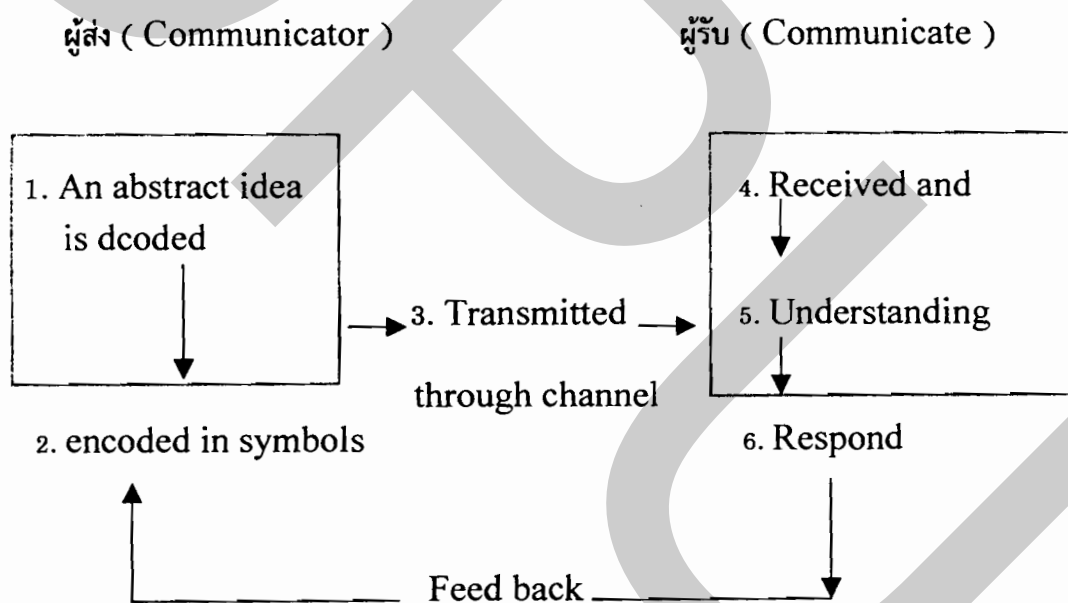 ผู้ส่ง ( Communicator )
ผู้รับ ( Communicate )
1. An abstract idea
is dcoded
2. encoded in symbols
3. Transmitted
through channel
4. Received and
5. Understanding
6. Respond
Feed back